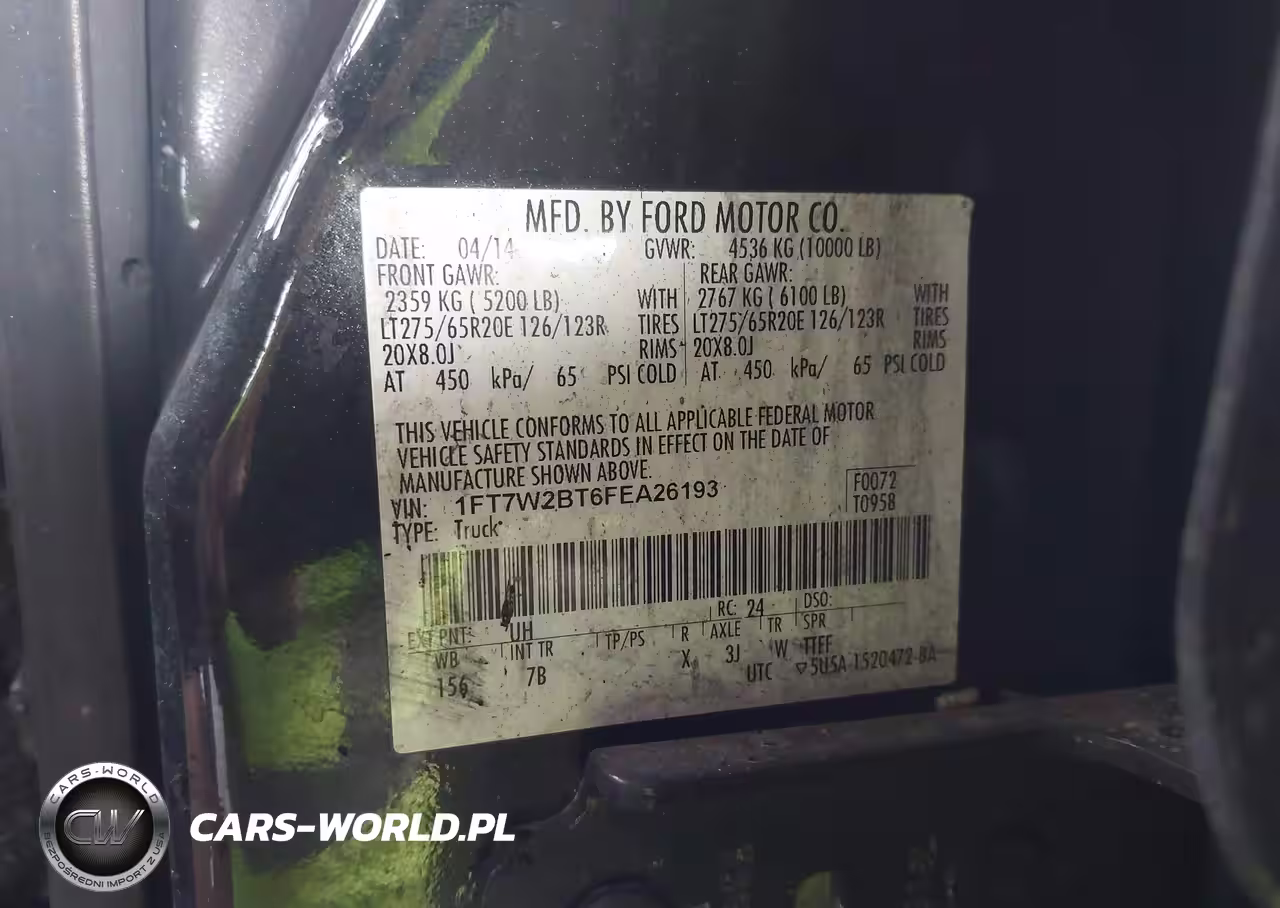 MFD. BY FORD MOTOR CO.
DATE: 04/14 GVWR: 4536 KG (10000 LB)
FRONT GAWR: REAR GAWR:
2359 KG ( 5200 LB) WITH 2767 KG ( 6100 LB) WITH
LT275/65R20E 126/123R TIRES LT275/65R20E 126/123R TIRES
20X8.0J RIMS 20X8.0J RIMS
AT 450 kPa/ 65 PSI COLD AT 450 kPa/ 65 PSI COLD
THIS VEHICLE CONFORMS TO ALL APPLICABLE FEDERAL MOTOR
VEHICLE SAFETY STANDARDS IN EFFECT ON THE DATE OF
MANUFACTURE SHOWN ABOVE.
VIN: 1FT7W2BT6FEA26193
F0072
T0958
TYPE: Truck
EXT PNT: UH RC: 24 DSO:
WB INT TR TP/PS R AXLE TR SPR
156 7B X 3J W TTEF
UTC 5U5A 1520472-BA
CARS-WORLD
CW
BEZPOŚREDNI IMPORT Z USA
CARS-WORLD.PL